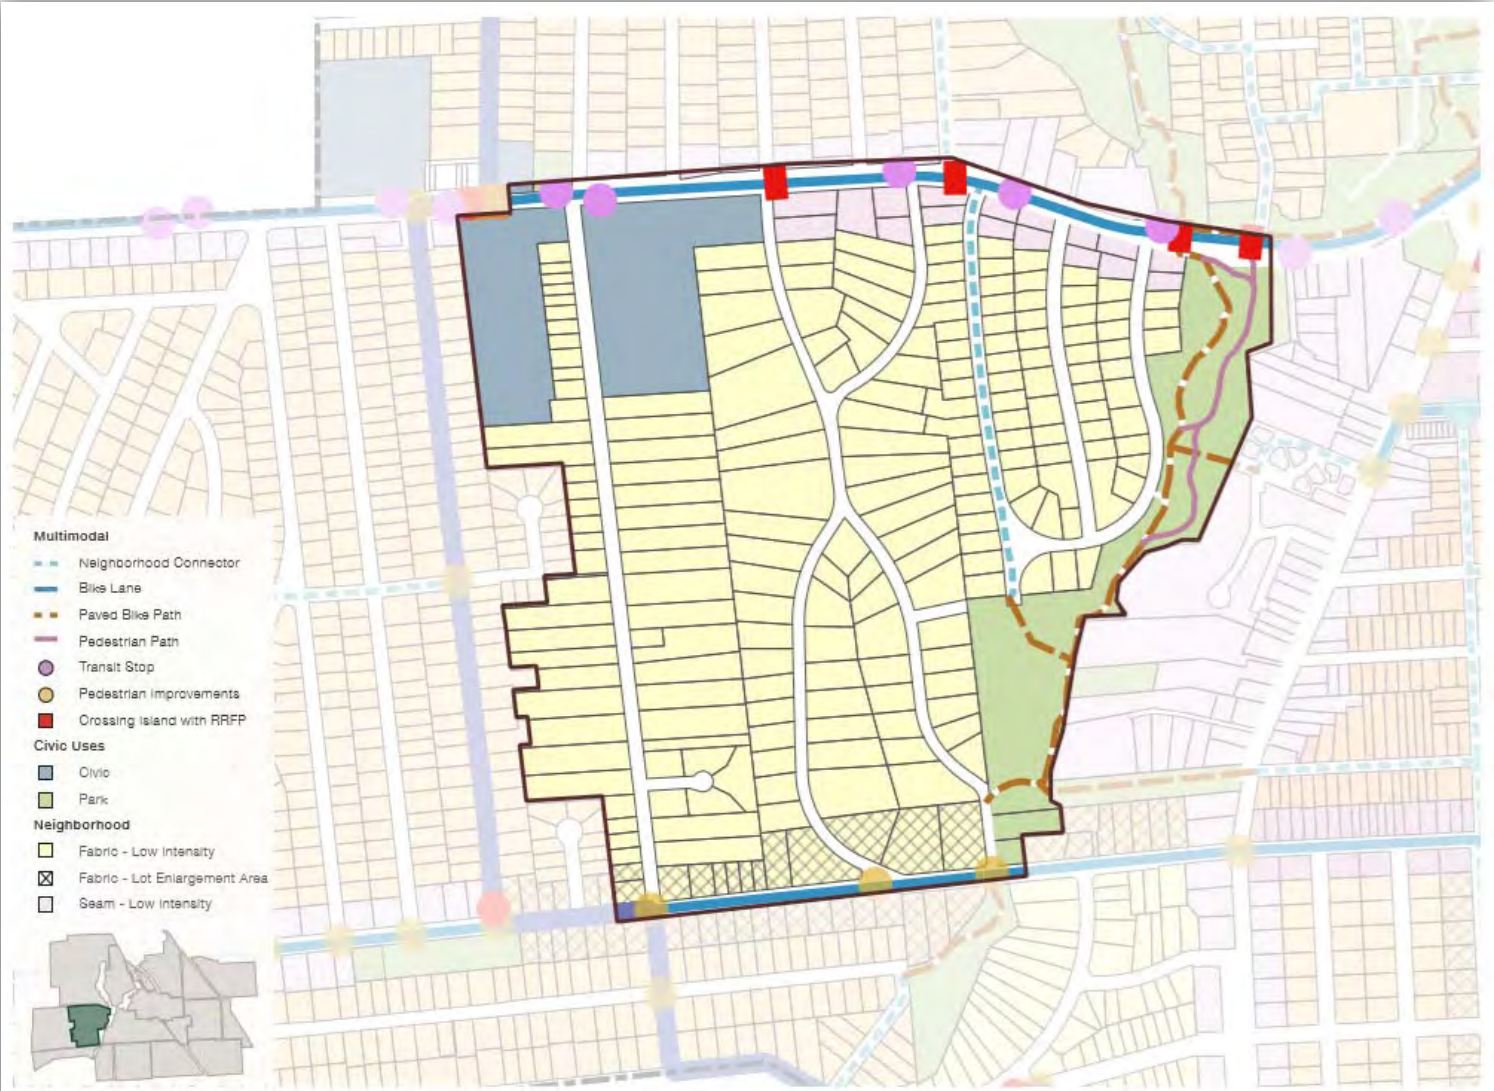 Multimodal
Neighborhood Connector
Bike Lane
Paved Bike Path
Pedestrian Path
Transit Stop
Pedestrian Improvements
Crossing Island with RRFP
Civic Uses
Civic
Park
Neighborhood
Fabric - Low Intensity
Fabric - Lot Enlargement Area
Seam - Low Intensity